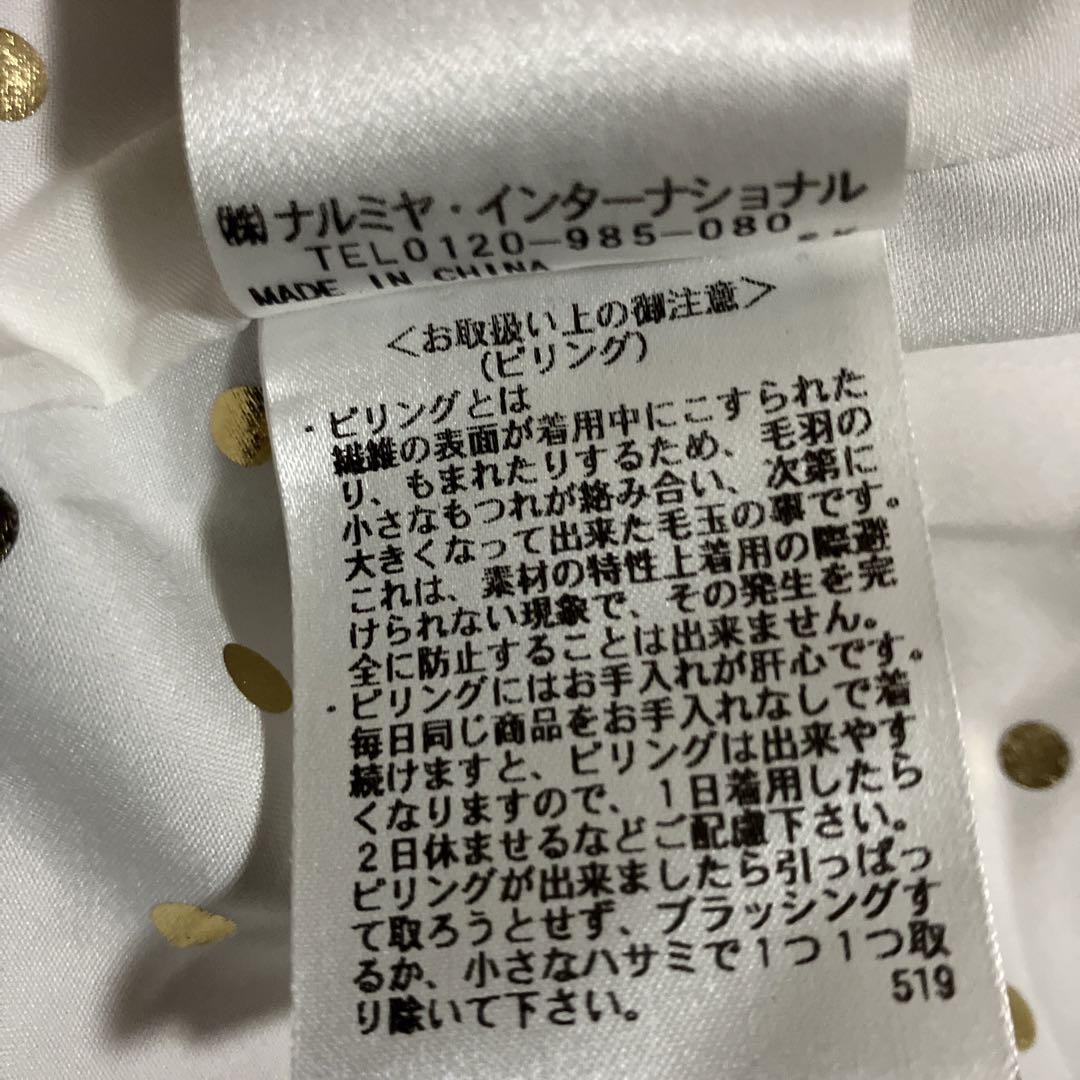 ㈱ナルミヤ・インターナショナル
TEL0120-985-080
MADE IN CHINA
＜お取扱い上の御注意＞
(ピリング)
・ピリングとは
繊維の表面が着用中にこすられた
り、もまれたりするため、毛羽の
小さなもつれが絡み合い、次第に
大きくなって出来た毛玉の事です。
これは、素材の特性上着用の際避
けられない現象で、その発生を完
全に防止することは出来ません。
・ピリングにはお手入れが肝心です。
毎日同じ商品をお手入れなしで着
続けますと、ピリングは出来やす
くなりますので、1日着用したら
2日休ませるなどご配慮下さい。
ピリングが出来ましたら引っぱっ
て取ろうとせず、ブラッシングす
るか、小さなハサミで1つ1つ取
り除いて下さい。
519